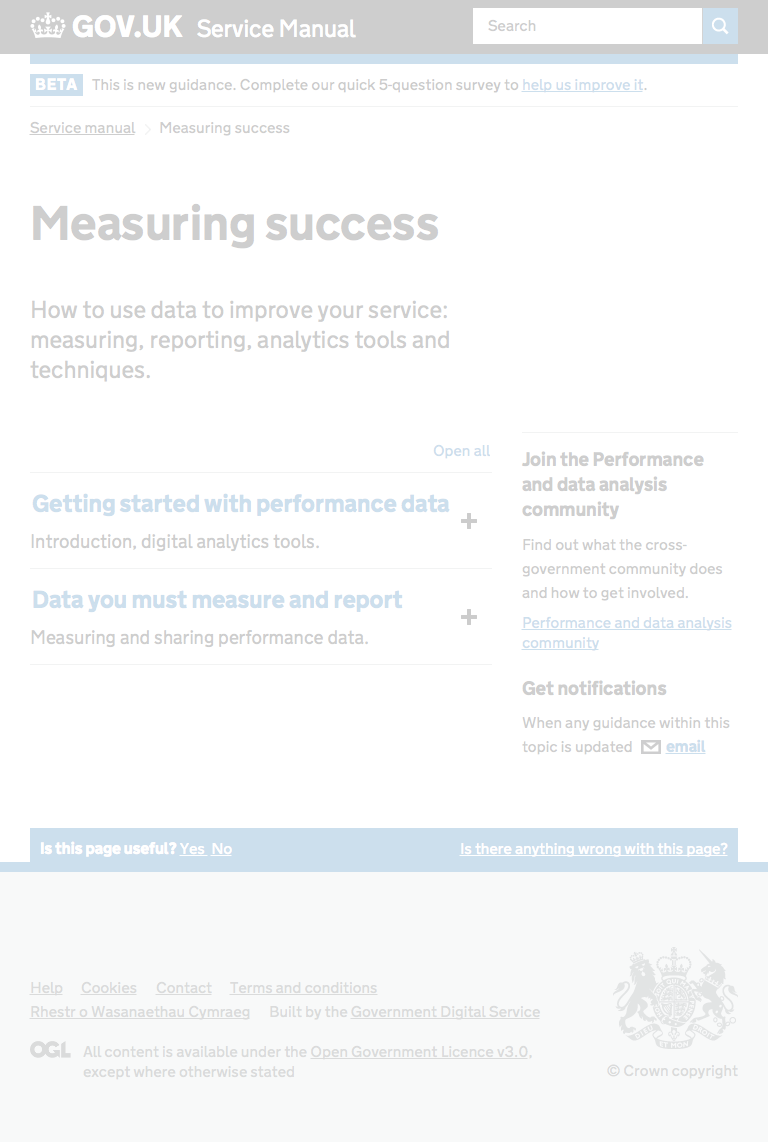 GOV.UK Service Manual Search
BETA This is new guidance. Complete our quick 5-question survey to help us improve it.
Service manual Measuring success
Measuring success
How to use data to improve your service:
measuring, reporting, analytics tools and
techniques.
Open all
Getting started with performance data
Introduction, digital analytics tools.
Data you must measure and report
Measuring and sharing performance data.
Join the Performance
and data analysis
community
Find out what the cross-
government community does
and how to get involved.
Performance and data analysis
community
Get notifications
When any guidance within this
topic is updated email
Is this page useful? Yes No Is there anything wrong with this page?
Help Cookies Contact Terms and conditions
Rhestr o Wasanaethau Cymraeg Built by the Government Digital Service
OGL All content is available under the Open Government Licence v3.0,
except where otherwise stated
© Crown copyright